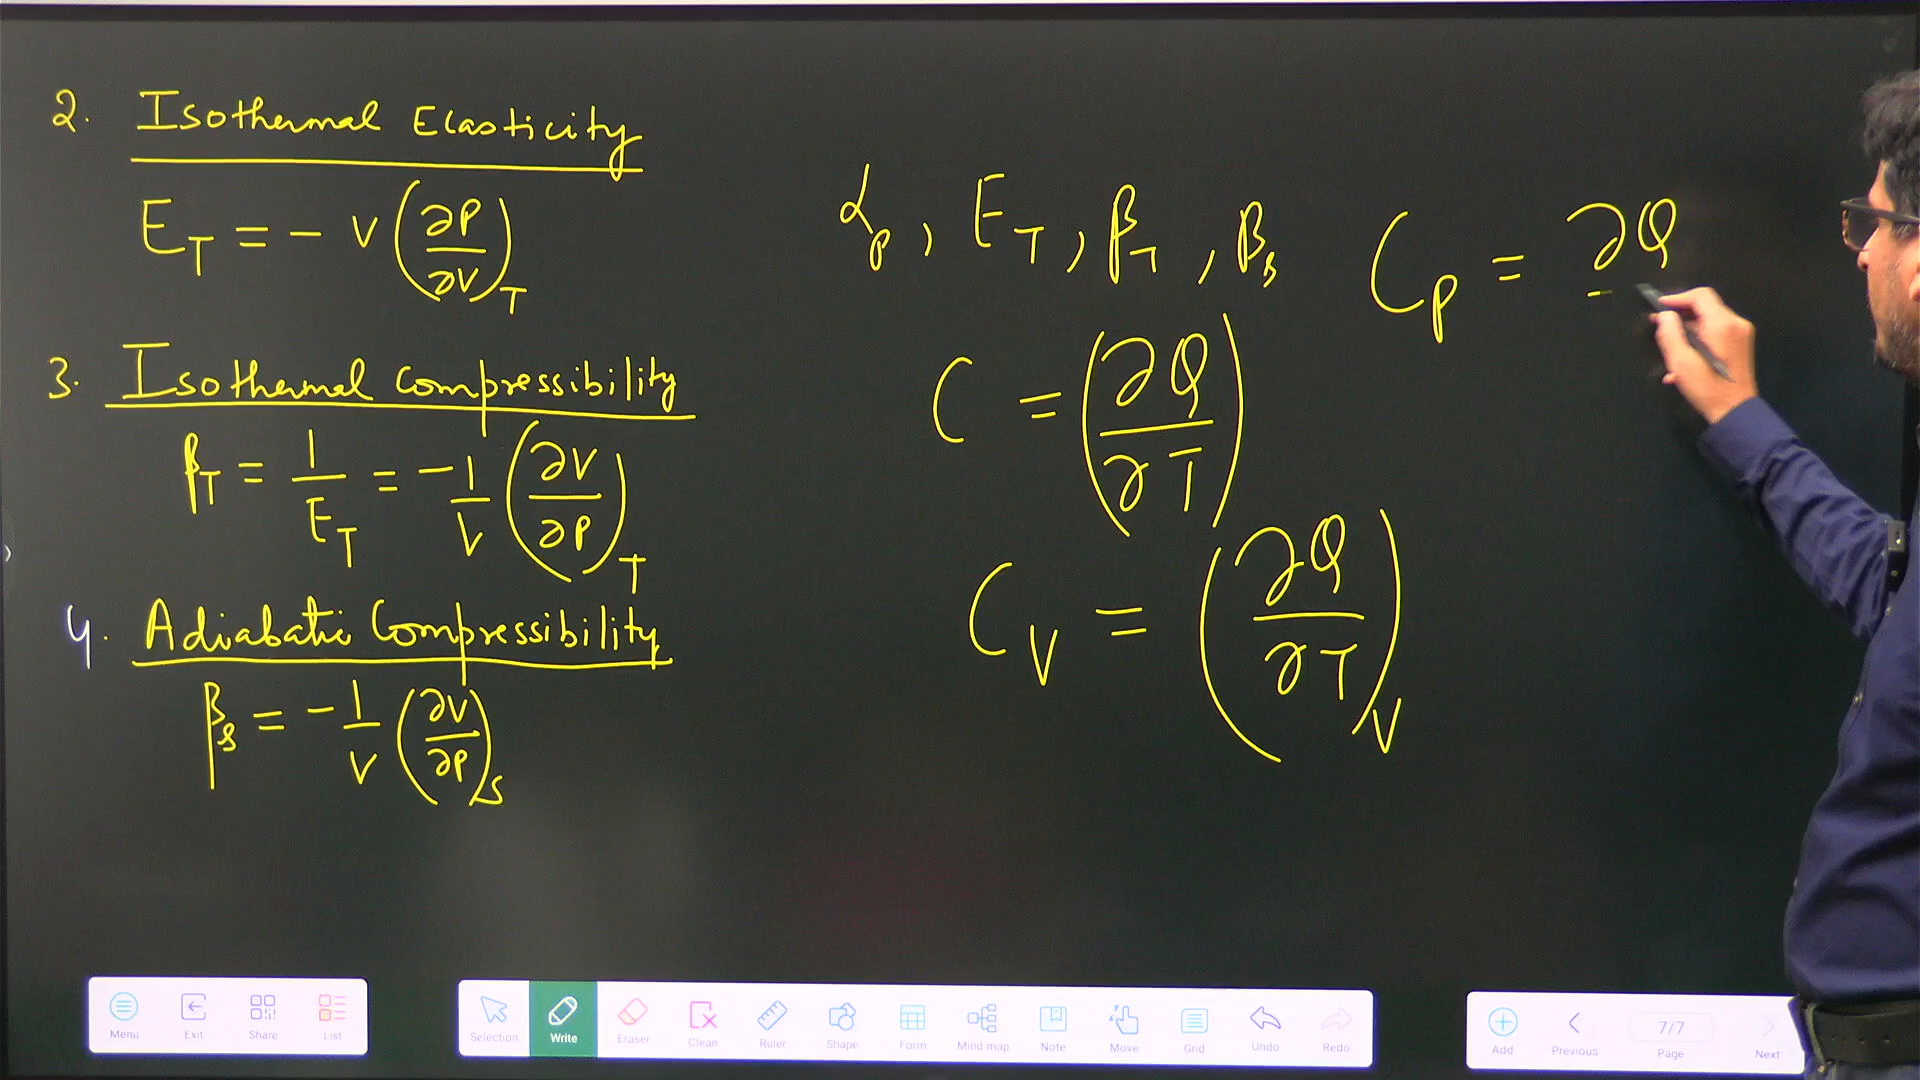 2. Isothermal Elasticity
E_T = - V (∂P/∂V)_T
3. Isothermal Compressibility
β_T = 1/E_T = -1/V (∂V/∂P)_T
4. Adiabatic Compressibility
β_s = -1/V (∂V/∂P)_S
α_p, E_T, β_T, β_s
C_p = ∂Q
C = (∂Q/∂T)
C_V = (∂Q/∂T)_V
Menu Exit Share List
Selection Write Eraser Clean Ruler Shape Form Mind map Note Move Grid Undo Redo
Add Previous 7/7 Page Next